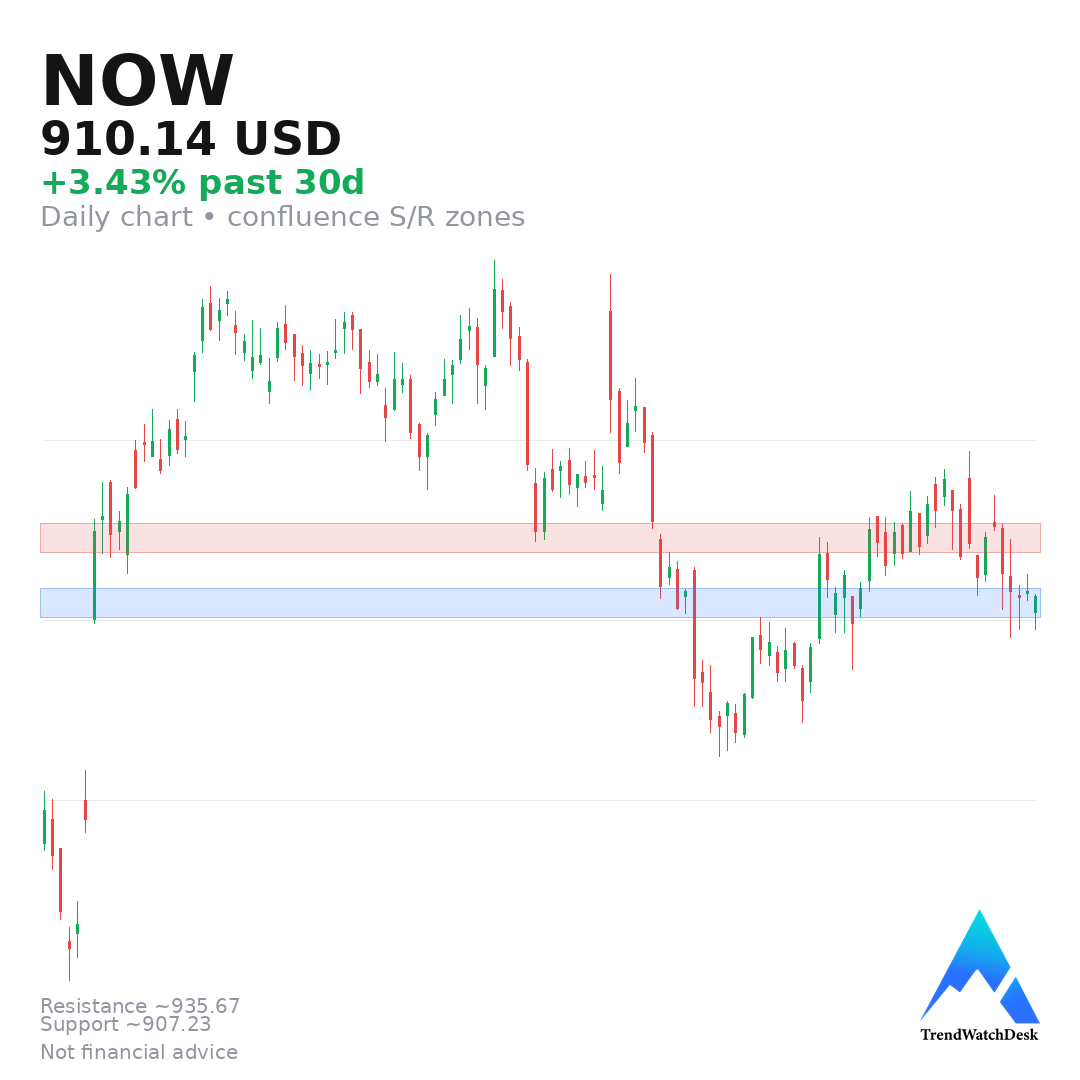 NOW
910.14 USD
+3.43% past 30d
Daily chart • confluence S/R zones
Resistance ~935.67
Support ~907.23
Not financial advice
TrendWatchDesk